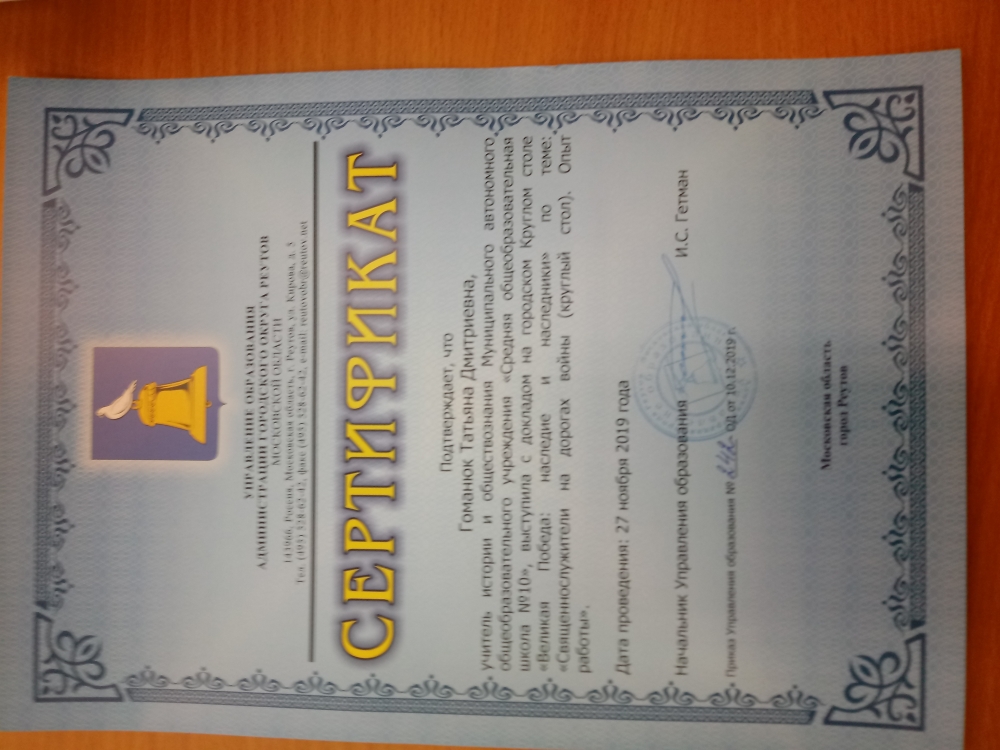 УПРАВЛЕНИЕ ОБРАЗОВАНИЯ
АДМИНИСТРАЦИИ ГОРОДСКОГО ОКРУГА РЕУТОВ
МОСКОВСКОЙ ОБЛАСТИ
143966, Россия, Московская область, г. Реутов, ул. Кирова, д. 5
Тел. (495) 528-62-42, факс (495) 528-62-42, e-mail: reutovobr@reutov.net
СЕРТИФИКАТ
Подтверждает, что
Гоманюк Татьяна Дмитриевна,
учитель истории и обществознания Муниципального автономного
общеобразовательного учреждения «Средняя общеобразовательная
школа №10», выступила с докладом на городском Круглом столе
«Великая Победа: наследие и наследники» по теме:
«Священнослужители на дорогах войны (круглый стол). Опыт
работы».
Дата проведения: 27 ноября 2019 года
Начальник Управления образования И.С. Гетман
Приказ Управления образования № ОД от 10.12.2019 г.
Московская область
город Реутов